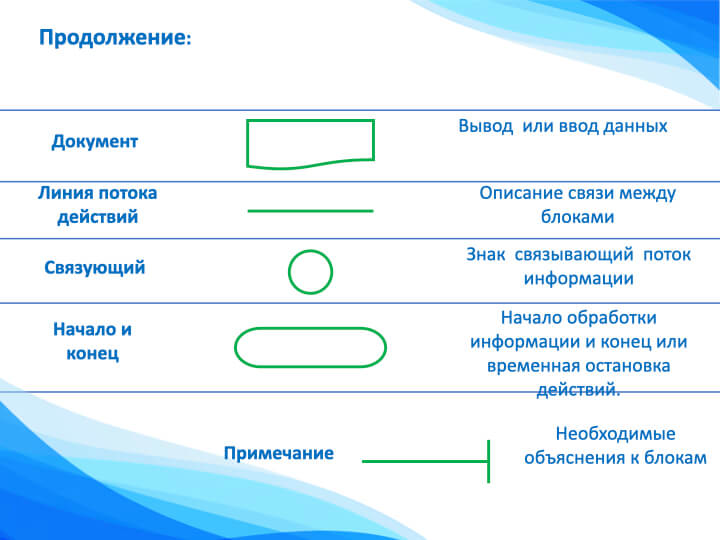 Продолжение:
Документ
Вывод или ввод данных
Линия потока
действий
Описание связи между
блоками
Связующий
Знак связывающий поток
информации
Начало и
конец
Начало обработки
информации и конец или
временная остановка
действий.
Примечание
Необходимые
объяснения к блокам